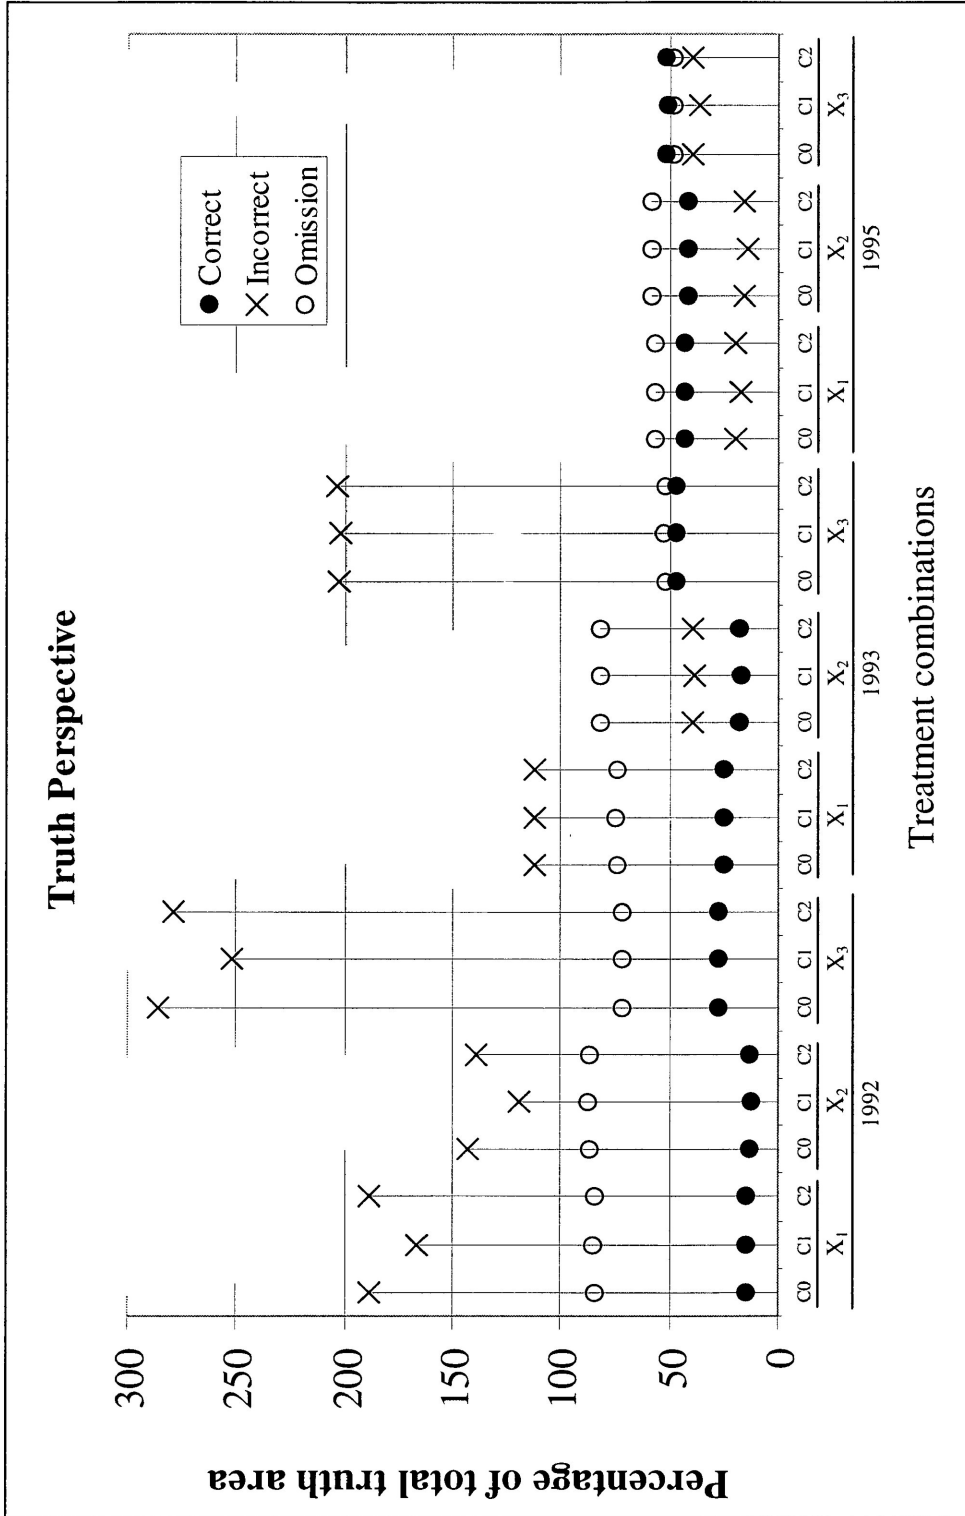 Truth Perspective
Correct
Incorrect
Omission
Percentage of total truth area
300
250
200
150
100
50
0
C0 C1 C2 C0 C1 C2 C0 C1 C2 C0 C1 C2 C0 C1 C2 C0 C1 C2 C0 C1 C2 C0 C1 C2 C0 C1 C2
X₁ X₂ X₃ X₁ X₂ X₃ X₁ X₂ X₃
1992 1993 1995
Treatment combinations